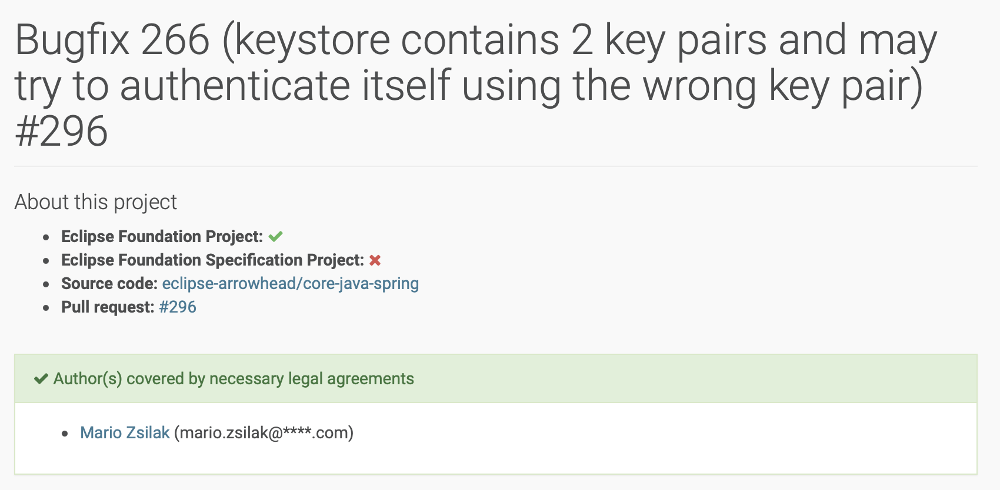 Bugfix 266 (keystore contains 2 key pairs and may
try to authenticate itself using the wrong key pair)
#296
About this project
Eclipse Foundation Project:
Eclipse Foundation Specification Project:
Source code: eclipse-arrowhead/core-java-spring
Pull request: #296
Author(s) covered by necessary legal agreements
Mario Zsilak (mario.zsilak@****.com)